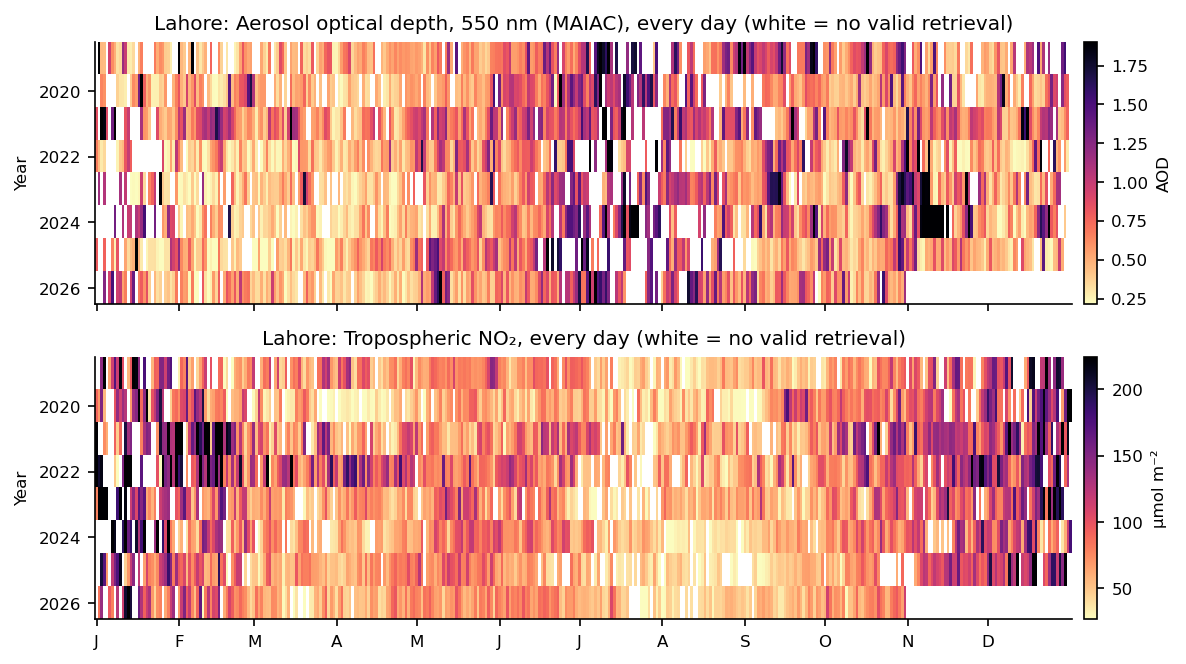 Lahore: Aerosol optical depth, 550 nm (MAIAC), every day (white = no valid retrieval)
Year
2020
2022
2024
2026
1.75
1.50
1.25
1.00
0.75
0.50
0.25
AOD
Lahore: Tropospheric NO₂, every day (white = no valid retrieval)
Year
2020
2022
2024
2026
J F M A M J J A S O N D
200
150
100
50
µmol m⁻²